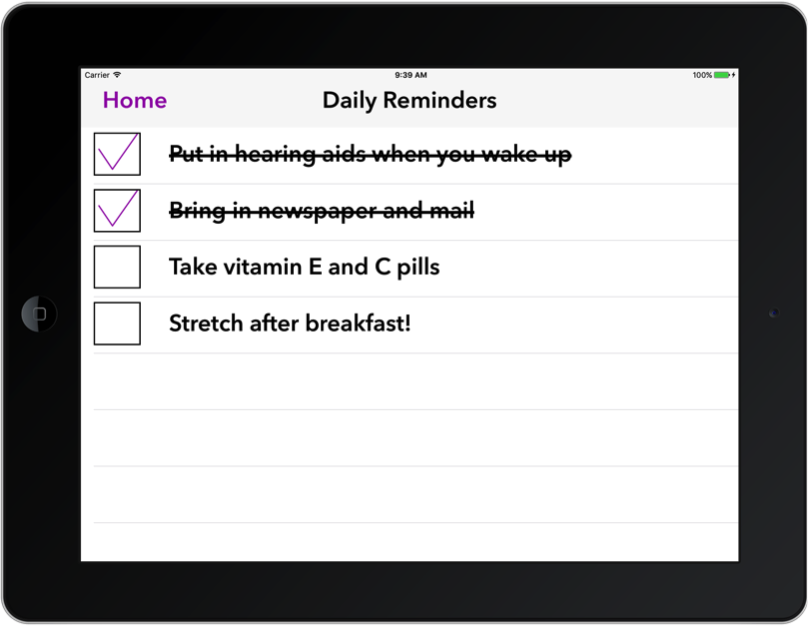 Carrier 9:39 AM 100%
Home Daily Reminders
Put in hearing aids when you wake up
Bring in newspaper and mail
Take vitamin E and C pills
Stretch after breakfast!